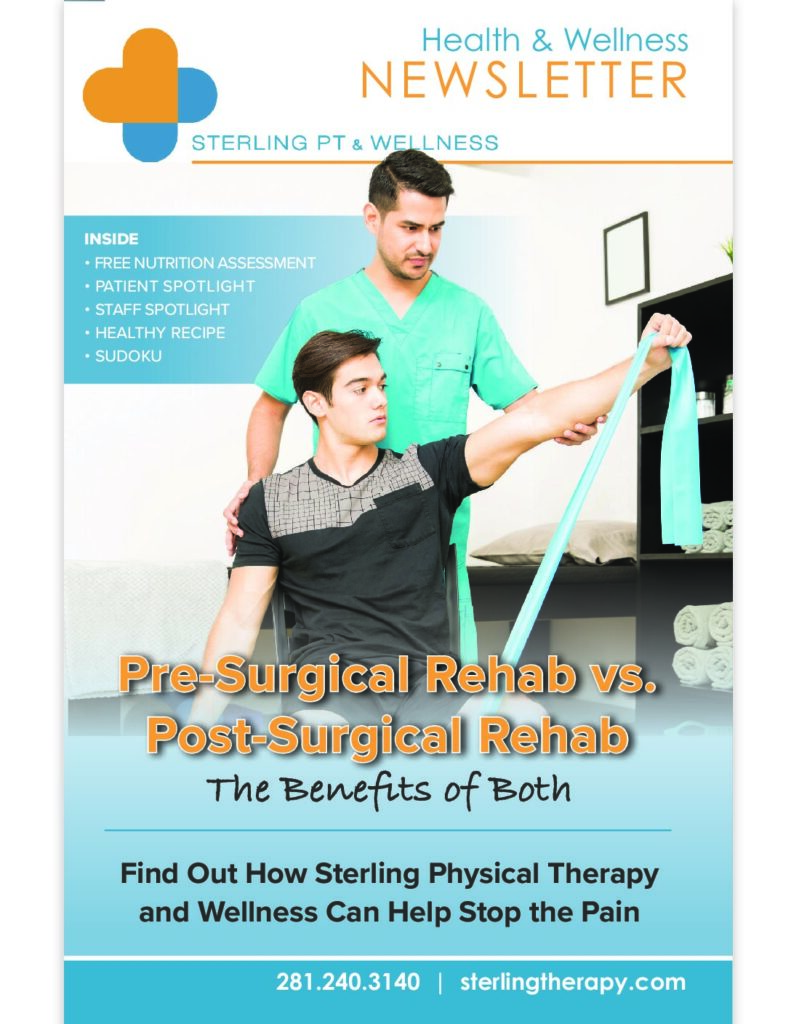 Health & Wellness
NEWSLETTER
STERLING PT & WELLNESS
INSIDE
• FREE NUTRITION ASSESSMENT
• PATIENT SPOTLIGHT
• STAFF SPOTLIGHT
• HEALTHY RECIPE
• SUDOKU
Pre-Surgical Rehab vs.
Post-Surgical Rehab
The Benefits of Both
Find Out How Sterling Physical Therapy
and Wellness Can Help Stop the Pain
281.240.3140 | sterlingtherapy.com